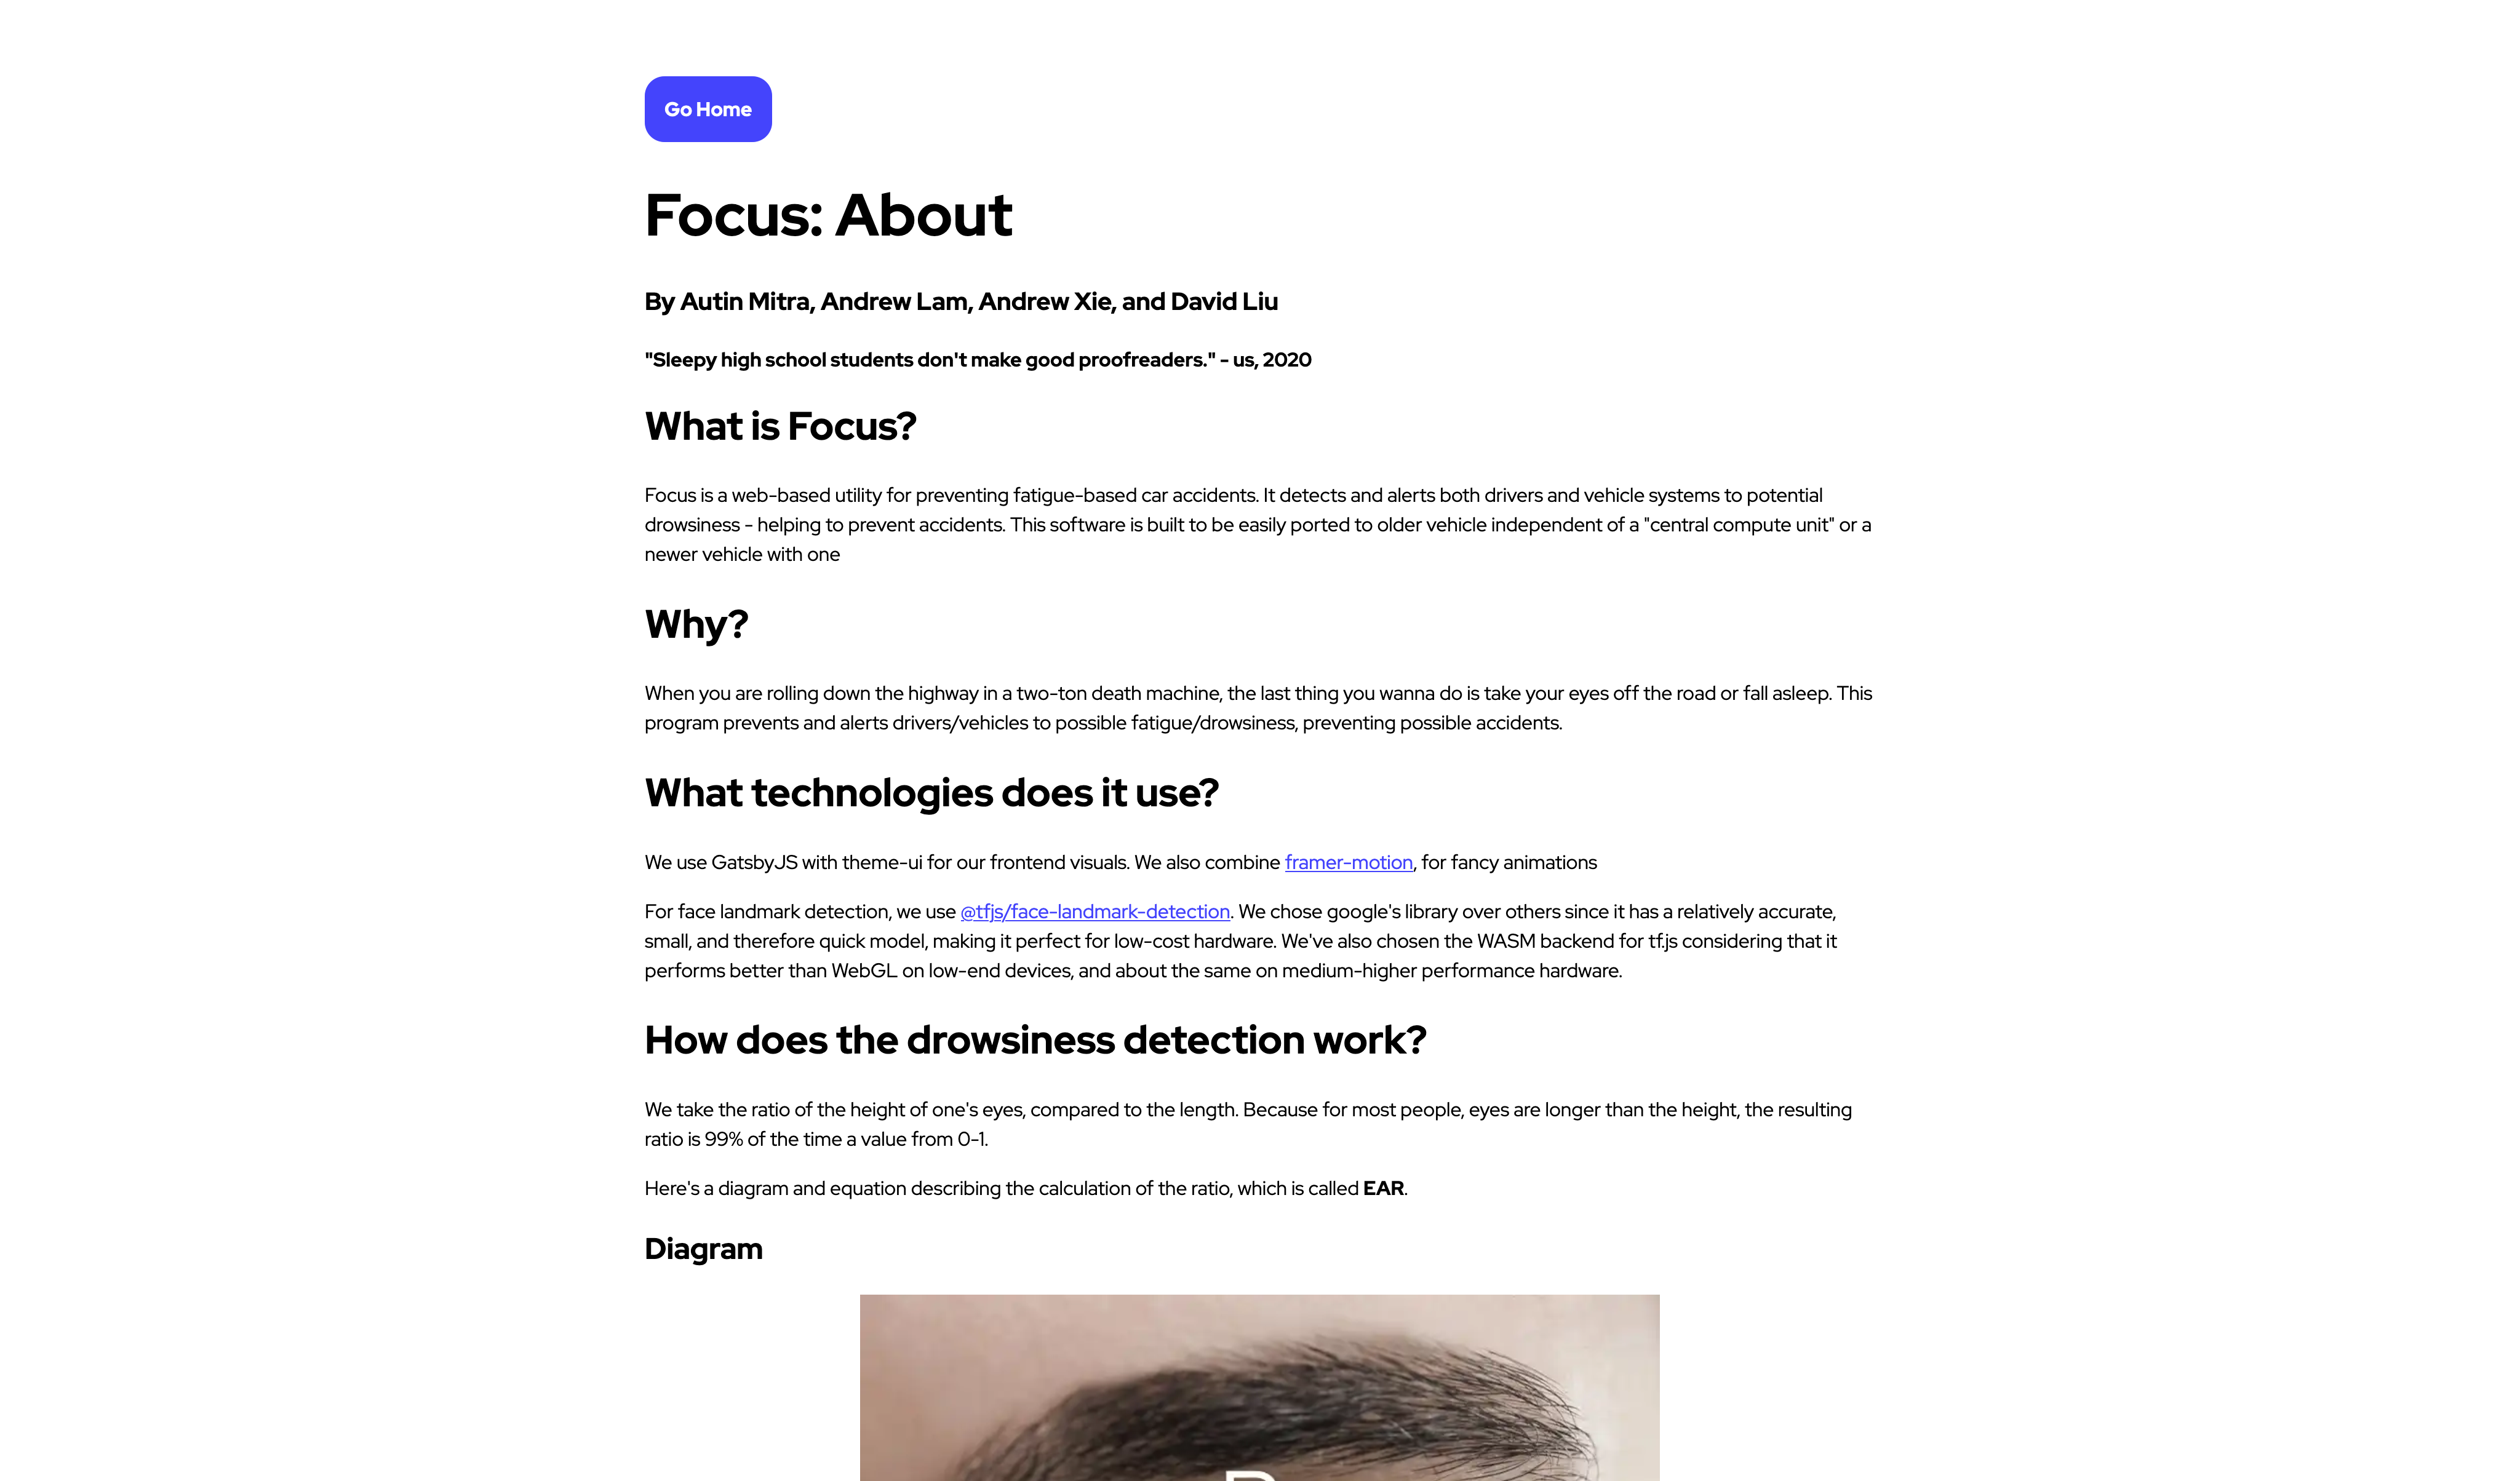 Go Home
Focus: About
By Autin Mitra, Andrew Lam, Andrew Xie, and David Liu
"Sleepy high school students don't make good proofreaders." - us, 2020
What is Focus?
Focus is a web-based utility for preventing fatigue-based car accidents. It detects and alerts both drivers and vehicle systems to potential
drowsiness - helping to prevent accidents. This software is built to be easily ported to older vehicle independent of a "central compute unit" or a
newer vehicle with one
Why?
When you are rolling down the highway in a two-ton death machine, the last thing you wanna do is take your eyes off the road or fall asleep. This
program prevents and alerts drivers/vehicles to possible fatigue/drowsiness, preventing possible accidents.
What technologies does it use?
We use GatsbyJS with theme-ui for our frontend visuals. We also combine framer-motion, for fancy animations
For face landmark detection, we use @tfjs/face-landmark-detection. We chose google's library over others since it has a relatively accurate,
small, and therefore quick model, making it perfect for low-cost hardware. We've also chosen the WASM backend for tf.js considering that it
performs better than WebGL on low-end devices, and about the same on medium-higher performance hardware.
How does the drowsiness detection work?
We take the ratio of the height of one's eyes, compared to the length. Because for most people, eyes are longer than the height, the resulting
ratio is 99% of the time a value from 0-1.
Here's a diagram and equation describing the calculation of the ratio, which is called EAR.
Diagram